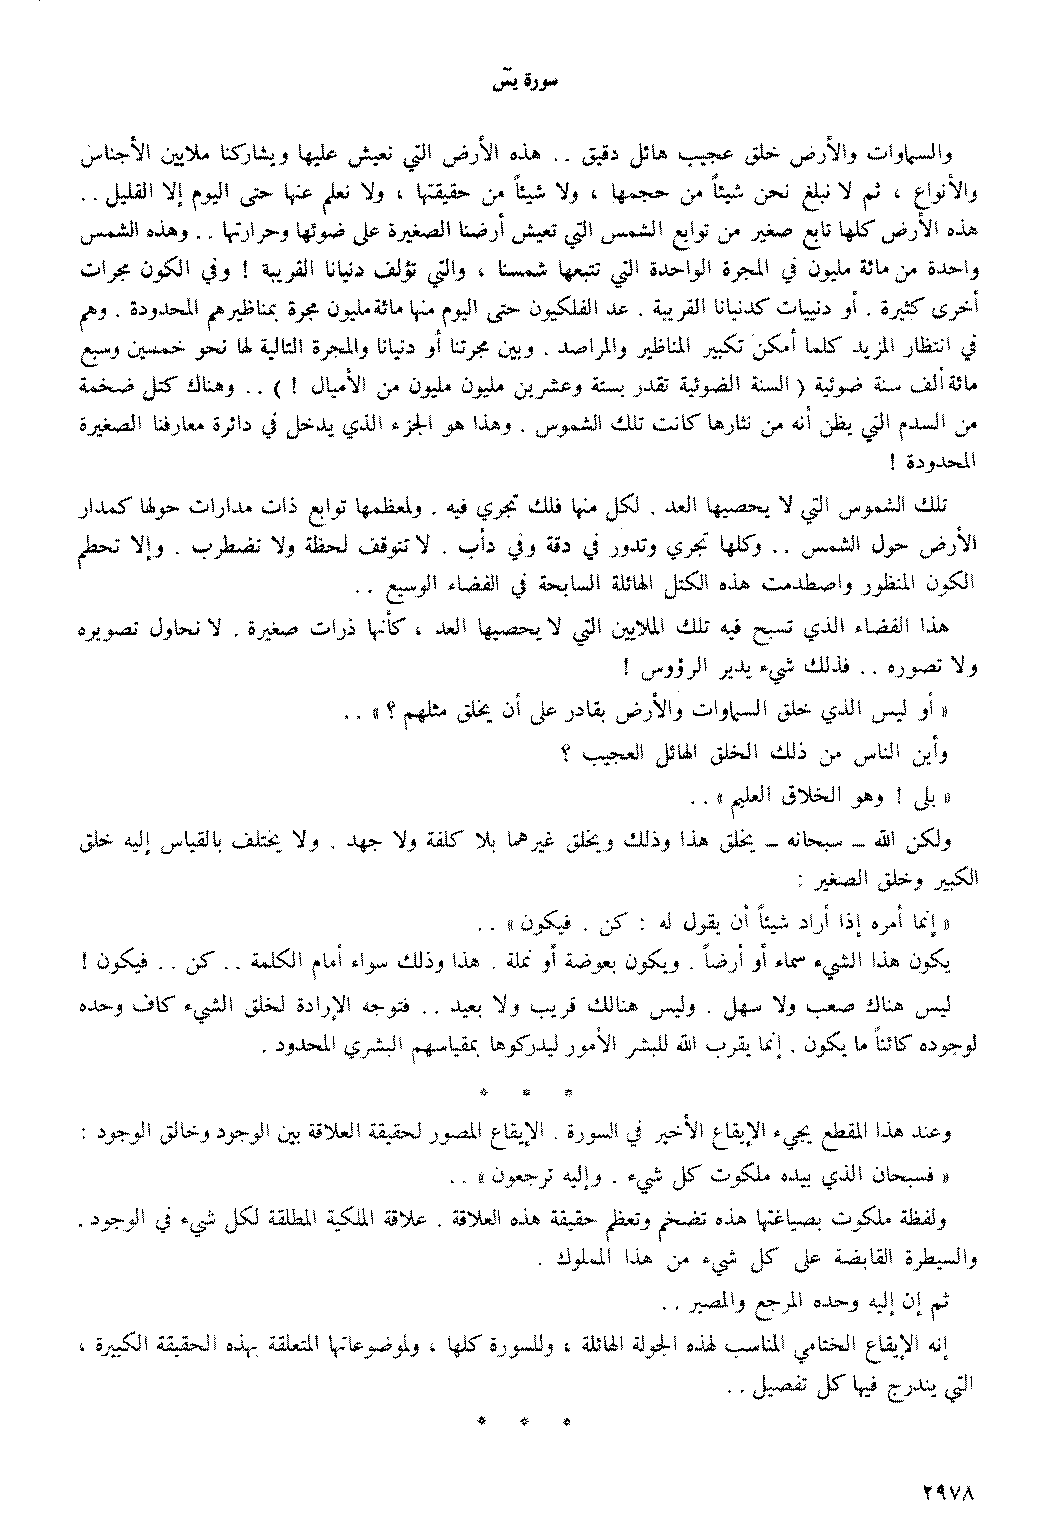 سورة يسّ
والسماوات والأرض خلق عجيب هائل دقيق .. هذه الأرض التي نعيش عليها ويشاركنا ملايين الأجناس
والأنواع ، ثم لا نبلغ نحن شيئاً من حجمها ، ولا شيئاً من حقيقتها ، ولا نعلم عنها حتى اليوم إلا القليل ..
هذه الأرض كلها تابع صغير من توابع الشمس التي تعيش أرضنا الصغيرة على ضوئها وحرارتها .. وهذه الشمس
واحدة من مائة مليون في المجرة الواحدة التي تتبعها شمسنا ، والتي تؤلف دنيانا القريبة ! وفي الكون مجرات
أخرى كثيرة . أو دنييات كدنيانا القريبة . عد الفلكيون حتى اليوم منها مائة مليون مجرة بمناظيرهم المحدودة . وهم
في انتظار المزيد كلما أمكن تكبير المناظير والمراصد . وبين مجرتنا أو دنيانا والمجرة التالية لها نحو خمسين وسبع
مائة ألف سنة ضوئية ( السنة الضوئية تقدر بستة وعشرين مليون مليون من الأميال ! ) .. وهناك كتل ضخمة
من السدم التي يظن أنه من نثارها كانت تلك الشموس . وهذا هو الجزء الذي يدخل في دائرة معارفنا الصغيرة
المحدودة !
تلك الشموس التي لا يحصيها العد . لكل منها فلك تجري فيه . ولمعظمها توابع ذات مدارات حولها كمدار
الأرض حول الشمس .. وكلها تجري وتدور في دقة وفي دأب . لا تتوقف لحظة ولا تضطرب . وإلا تحطم
الكون المنظور واصطدمت هذه الكتل الهائلة السابحة في الفضاء الوسيع ..
هذا الفضاء الذي تسبح فيه تلك الملايين التي لا يحصيها العد ، كأنها ذرات صغيرة . لا نحاول تصويره
ولا تصوره .. فذلك شيء يدير الرؤوس !
« أو ليس الذي خلق السماوات والأرض بقادر على أن يخلق مثلهم ؟ » ..
وأين الناس من ذلك الخلق الهائل العجيب ؟
« بلى ! وهو الخلاق العليم » ..
ولكن الله – سبحانه – يخلق هذا وذلك ويخلق غيرهما بلا كلفة ولا جهد . ولا يختلف بالقياس إليه خلق
الكبير وخلق الصغير :
« إنما أمره إذا أراد شيئاً أن يقول له : كن . فيكون » ..
يكون هذا الشيء سماء أو أرضاً . ويكون بعوضة أو نملة . هذا وذلك سواء أمام الكلمة .. كن .. فيكون !
ليس هناك صعب ولا سهل . وليس هنالك قريب ولا بعيد .. فتوجه الإرادة لخلق الشيء كاف وحده
لوجوده كائناً ما يكون . إنما يقرب الله للبشر الأمور ليدركوها بمقياسهم البشري المحدود .
* * *
وعند هذا المقطع يجيء الإيقاع الأخير في السورة . الإيقاع المصور لحقيقة العلاقة بين الوجود وخالق الوجود :
« فسبحان الذي بيده ملكوت كل شيء . وإليه ترجعون » ..
ولفظة ملكوت بصياغتها هذه تضخم وتعظم حقيقة هذه العلاقة . علاقة الملكية المطلقة لكل شيء في الوجود .
والسيطرة القابضة على كل شيء من هذا المملوك .
ثم إن إليه وحده المرجع والمصير ..
إنه الإيقاع الختامي المناسب لهذه الجولة الهائلة ، وللسورة كلها ، ولموضوعاتها المتعلقة بهذه الحقيقة الكبيرة ،
التي يندرج فيها كل تفصيل ..
* * *
٢٩٧٨